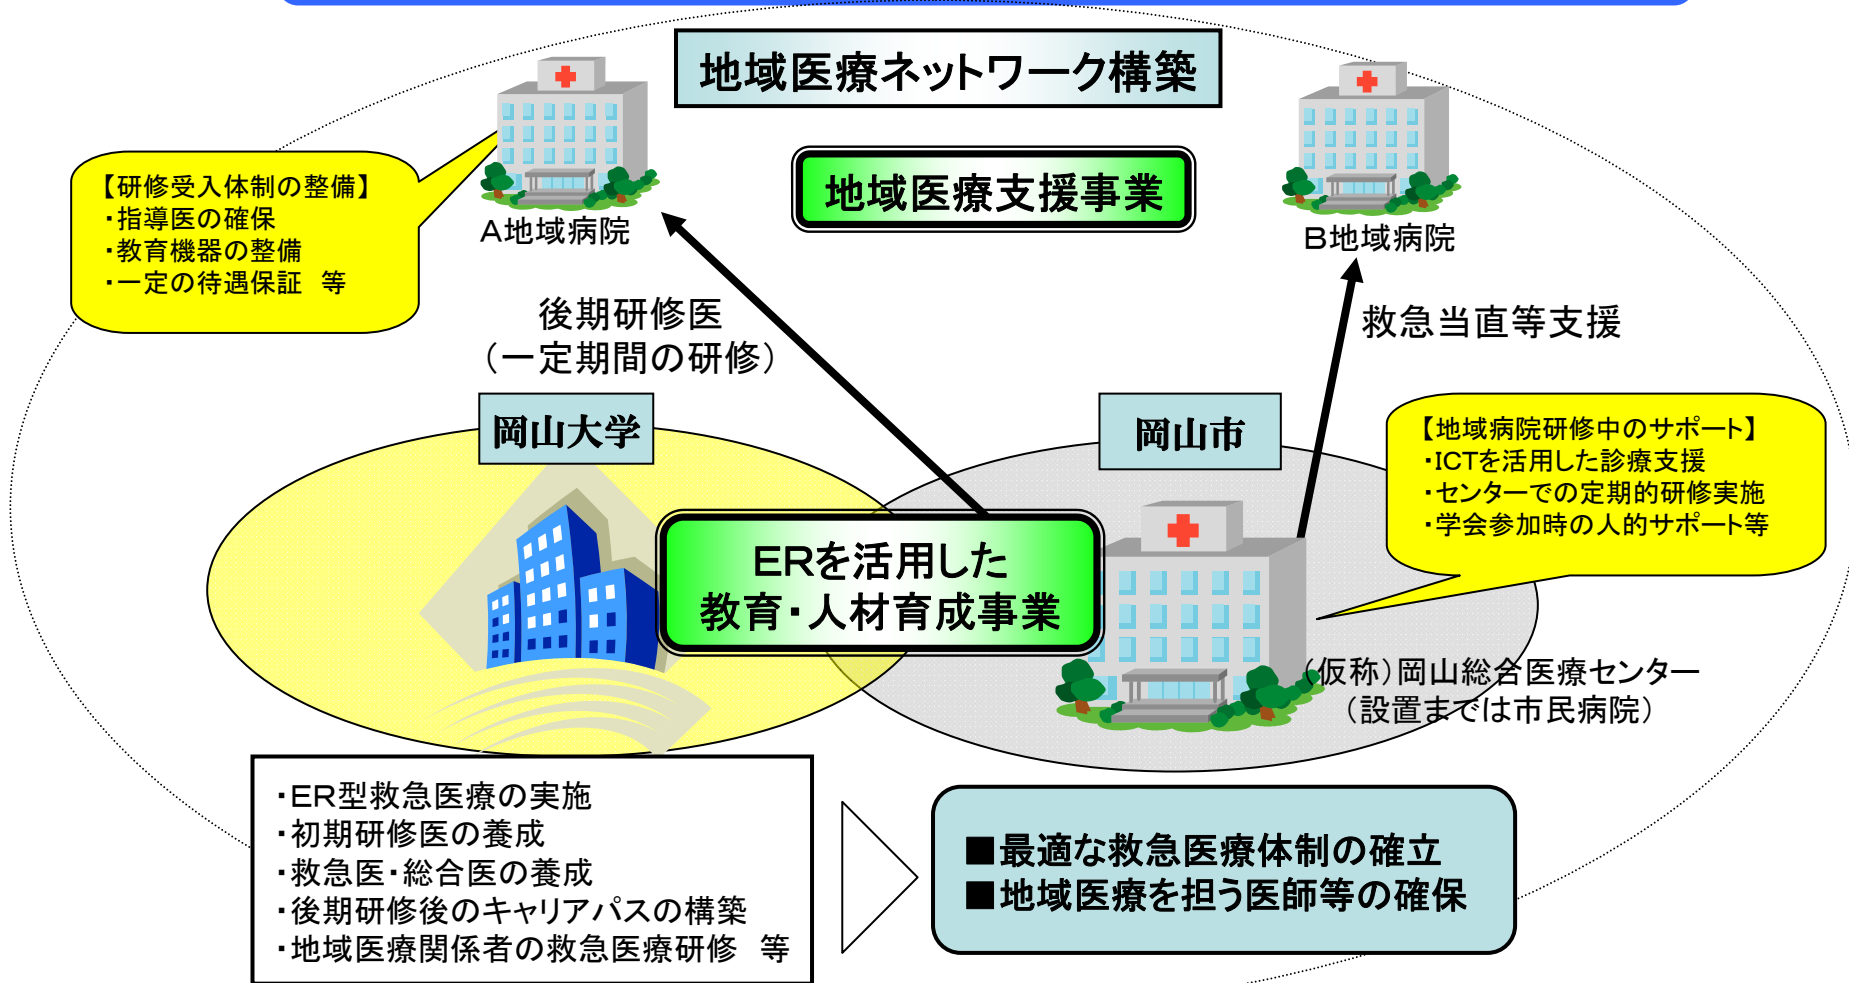 地域医療ネットワーク構築
地域医療支援事業
【研修受入体制の整備】
・指導医の確保
・教育機器の整備
・一定の待遇保証　等
A地域病院
B地域病院
後期研修医
（一定期間の研修）
救急当直等支援
岡山大学
岡山市
【地域病院研修中のサポート】
・ICTを活用した診療支援
・センターでの定期的研修実施
・学会参加時の人的サポート等
ERを活用した
教育・人材育成事業
（仮称）岡山総合医療センター
（設置までは市民病院）
・ER型救急医療の実施
・初期研修医の養成
・救急医・総合医の養成
・後期研修後のキャリアパスの構築
・地域医療関係者の救急医療研修　等
■最適な救急医療体制の確立
■地域医療を担う医師等の確保